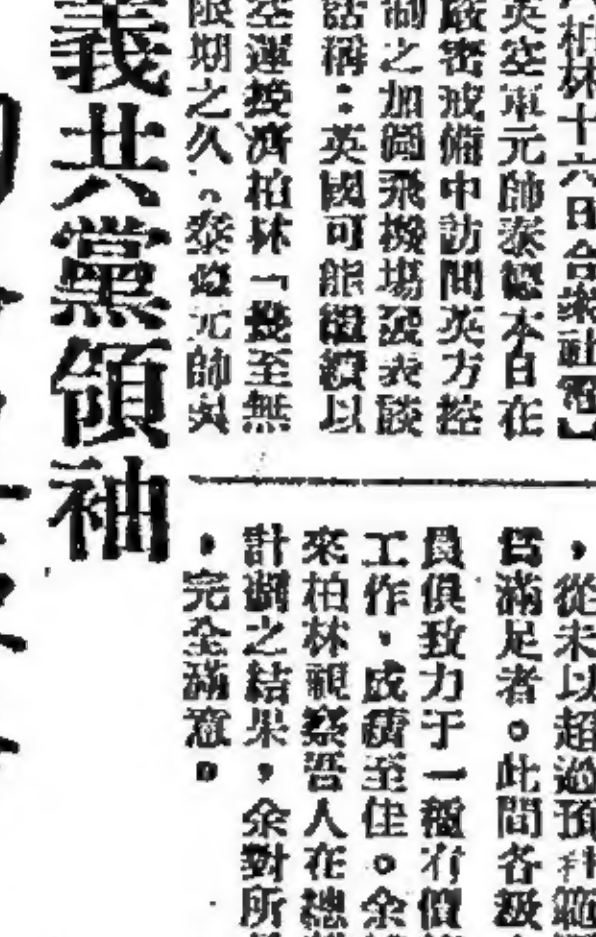 柏林十六日合衆社電】
英空軍元帥泰德本日在
嚴密戒備中訪問英方控
制之加圖飛機場發表談
話稱：英國可能繼續以
空運接濟柏林「幾至無
限期之久」。泰德元帥與
，從未以超過預料範
爲滿足者。此間各級
員俱致力于一種有價
工作，成績至佳。余
來柏林視察吾人在總
計劃之結果，余對所
，完全滿意。
義共黨領袖